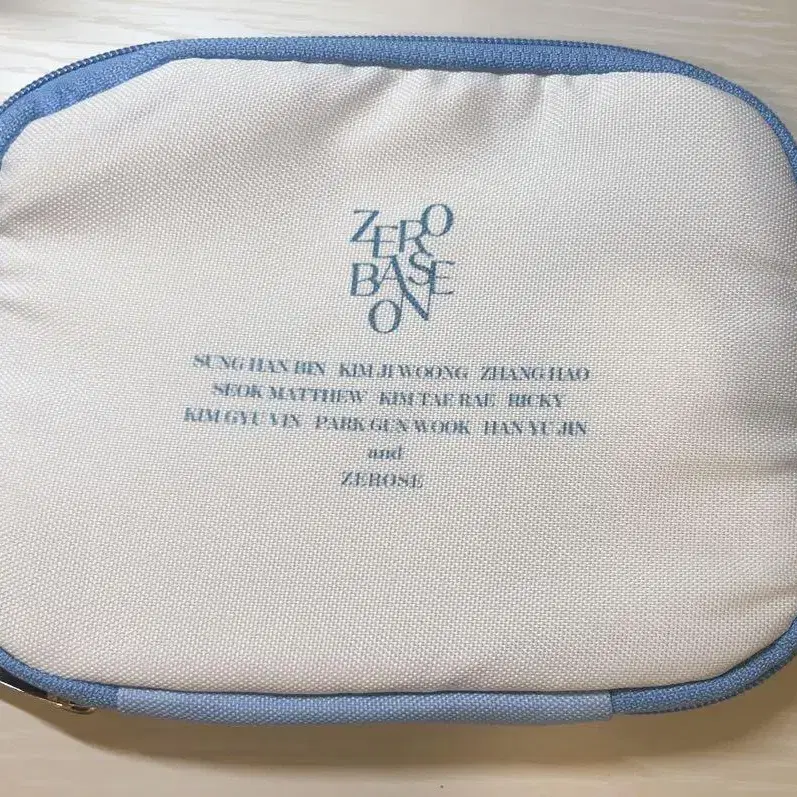 ZERO
BASE
ON
SUNG HAN BIN KIM JI WOONG ZHANG HAO
SEOK MATTHEW KIM TAE RAE RICKY
KIM GYU VIN PARK GUN WOOK HAN YU JIN
and
ZEROSE